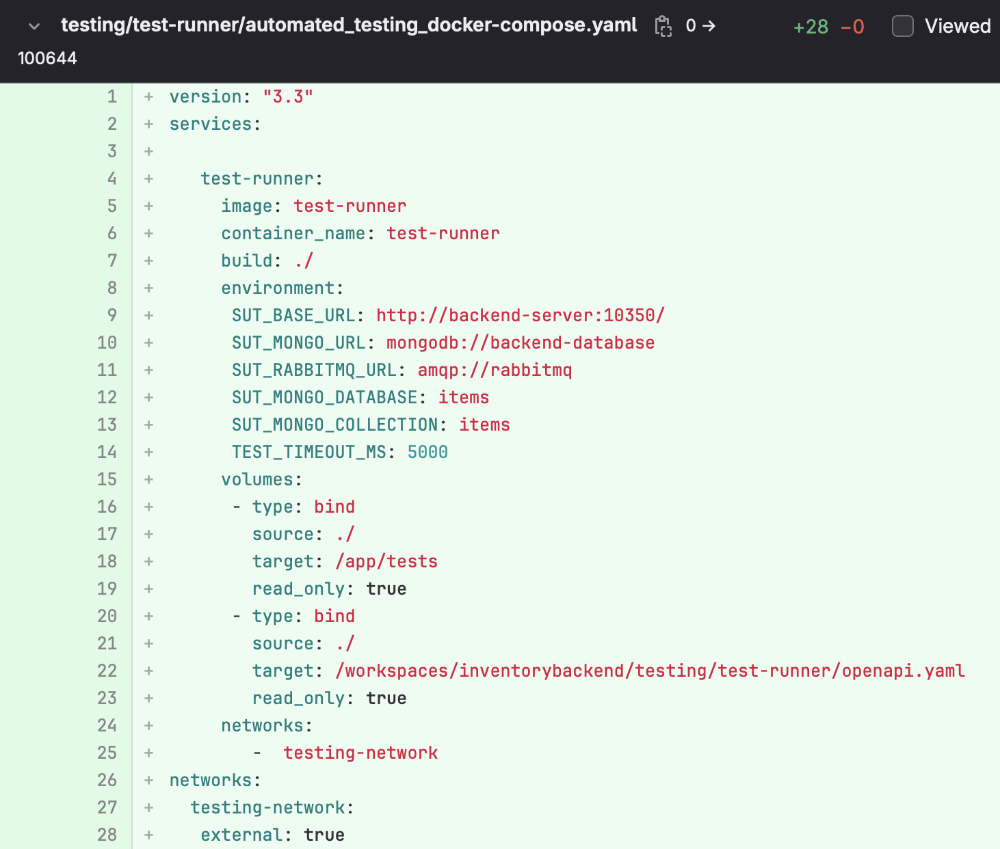 testing/test-runner/automated_testing_docker-compose.yaml 0 → +28 −0 Viewed
100644
1 + version: "3.3"
2 + services:
3 +
4 +    test-runner:
5 +      image: test-runner
6 +      container_name: test-runner
7 +      build: ./
8 +      environment:
9 +       SUT_BASE_URL: http://backend-server:10350/
10 +       SUT_MONGO_URL: mongodb://backend-database
11 +       SUT_RABBITMQ_URL: amqp://rabbitmq
12 +       SUT_MONGO_DATABASE: items
13 +       SUT_MONGO_COLLECTION: items
14 +       TEST_TIMEOUT_MS: 5000
15 +      volumes:
16 +       - type: bind
17 +         source: ./
18 +         target: /app/tests
19 +         read_only: true
20 +       - type: bind
21 +         source: ./
22 +         target: /workspaces/inventorybackend/testing/test-runner/openapi.yaml
23 +         read_only: true
24 +      networks:
25 +         -  testing-network
26 + networks:
27 +   testing-network:
28 +    external: true